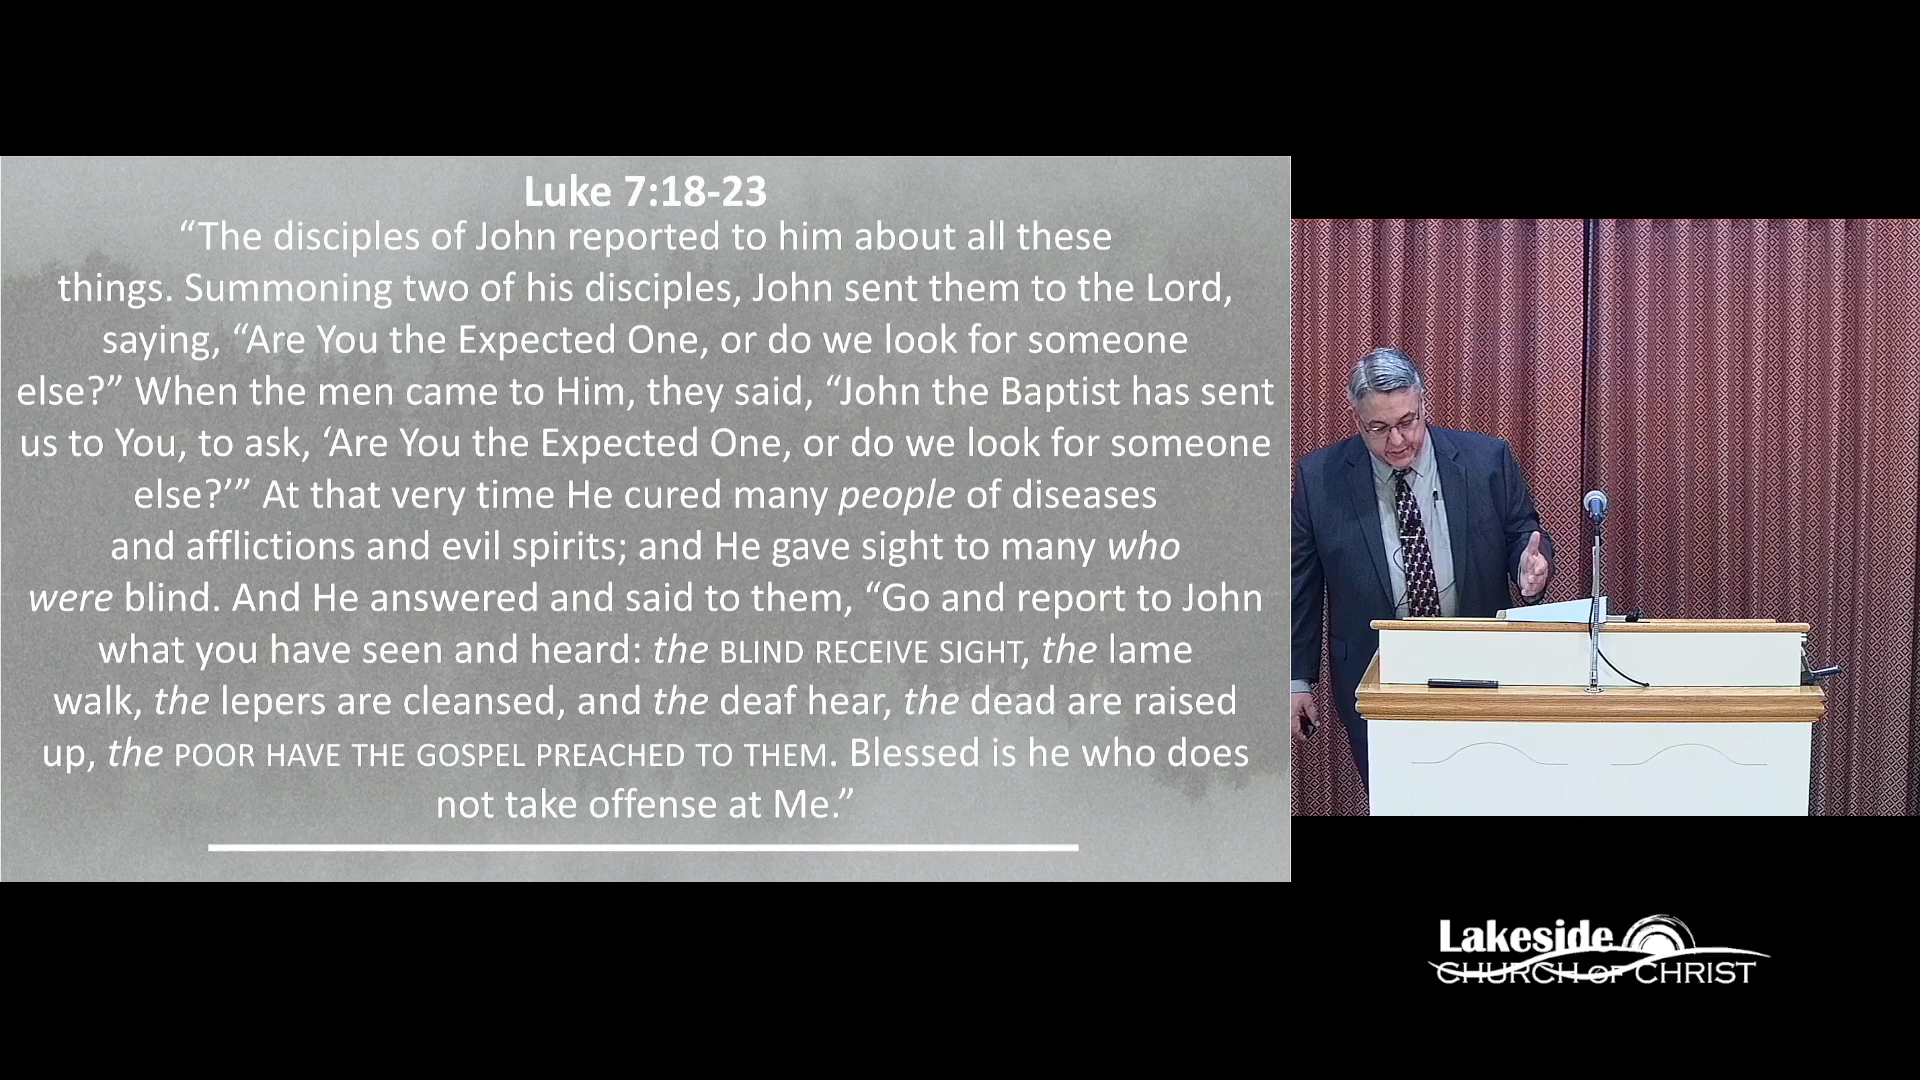 Luke 7:18-23
“The disciples of John reported to him about all these
things. Summoning two of his disciples, John sent them to the Lord,
saying, “Are You the Expected One, or do we look for someone
else?” When the men came to Him, they said, “John the Baptist has sent
us to You, to ask, ‘Are You the Expected One, or do we look for someone
else?’” At that very time He cured many people of diseases
and afflictions and evil spirits; and He gave sight to many who
were blind. And He answered and said to them, “Go and report to John
what you have seen and heard: the BLIND RECEIVE SIGHT, the lame
walk, the lepers are cleansed, and the deaf hear, the dead are raised
up, the POOR HAVE THE GOSPEL PREACHED TO THEM. Blessed is he who does
not take offense at Me.”
Lakeside
CHURCH OF CHRIST